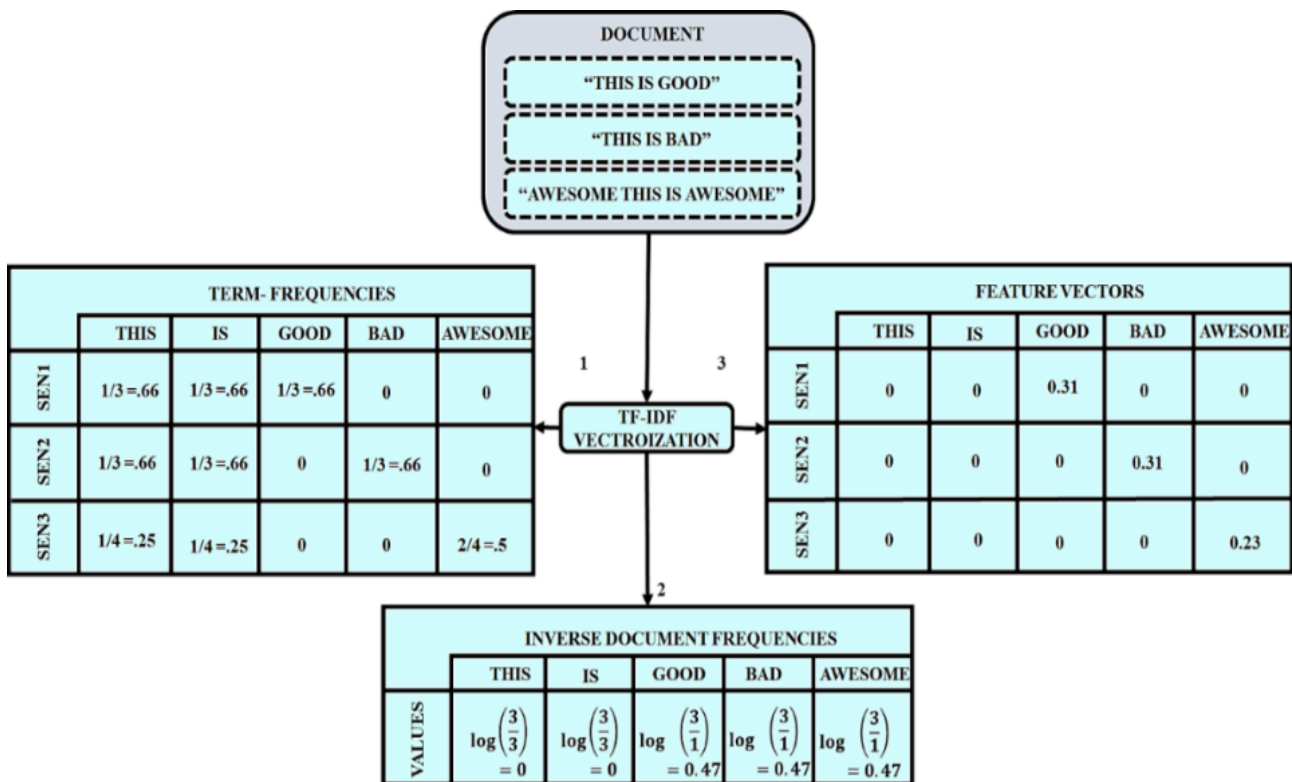 DOCUMENT
“THIS IS GOOD”
“THIS IS BAD”
“AWESOME THIS IS AWESOME”
TERM- FREQUENCIES
THIS IS GOOD BAD AWESOME
SEN1 1/3 =.66 1/3 =.66 1/3 =.66 0 0
SEN2 1/3 =.66 1/3 =.66 0 1/3 =.66 0
SEN3 1/4 =.25 1/4 =.25 0 0 2/4 =.5
1 3
TF-IDF
VECTROIZATION
2
FEATURE VECTORS
THIS IS GOOD BAD AWESOME
SEN1 0 0 0.31 0 0
SEN2 0 0 0 0.31 0
SEN3 0 0 0 0 0.23
INVERSE DOCUMENT FREQUENCIES
THIS IS GOOD BAD AWESOME
VALUES log(3/3) log(3/3) log (3/1) log (3/1) log (3/1)
= 0 = 0 = 0.47 = 0.47 = 0.47